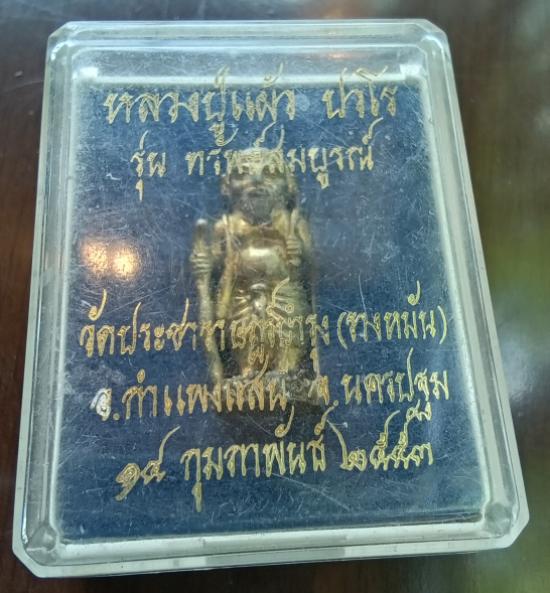 หลวงปู่แผ้ว ปวโร
รุ่น ทรัพย์สมบูรณ์
วัดประชาราษฎร์บำรุง (รางหมัน)
อ.กำแพงแสน จ.นครปฐม
๑๔ กุมภาพันธ์ ๒๕๕๓